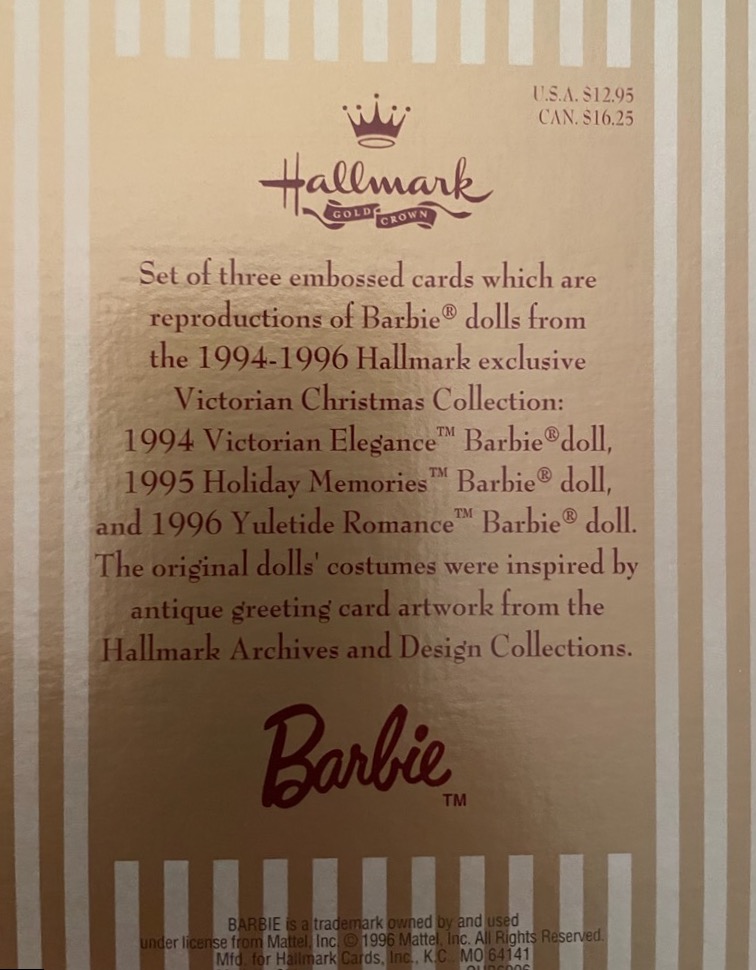 U.S.A. $12.95
CAN. $16.25
Hallmark
GOLD CROWN
Set of three embossed cards which are
reproductions of Barbie® dolls from
the 1994-1996 Hallmark exclusive
Victorian Christmas Collection:
1994 Victorian Elegance™ Barbie®doll,
1995 Holiday Memories™ Barbie® doll,
and 1996 Yuletide Romance™ Barbie® doll.
The original dolls' costumes were inspired by
antique greeting card artwork from the
Hallmark Archives and Design Collections.
Barbie™
BARBIE is a trademark owned by and used
under license from Mattel, Inc. © 1996 Mattel, Inc. All Rights Reserved.
Mfd. for Hallmark Cards, Inc., K.C. MO 64141